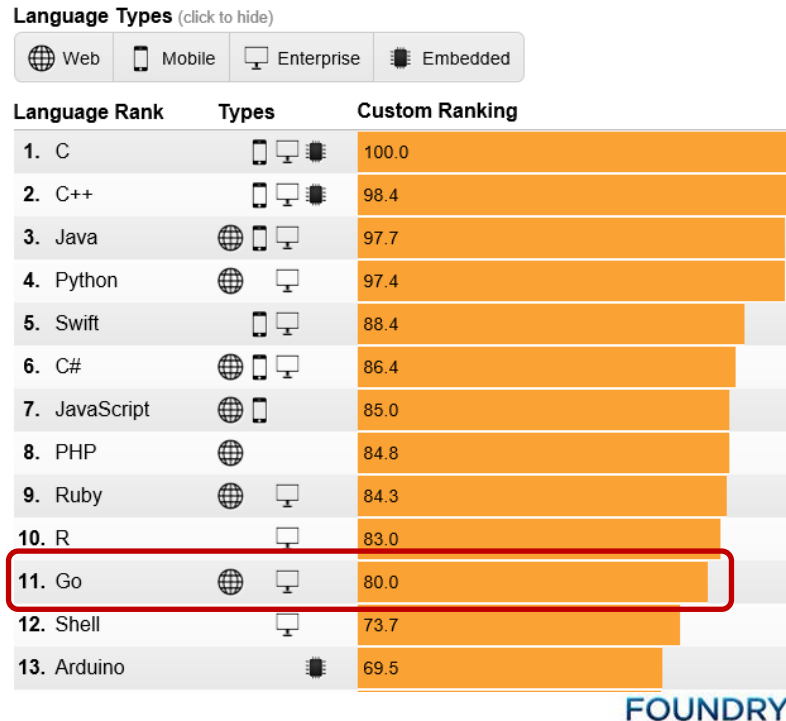 Language Types (click to hide)
Web Mobile Enterprise Embedded
Language Rank Types Custom Ranking
1. C 100.0
2. C++ 98.4
3. Java 97.7
4. Python 97.4
5. Swift 88.4
6. C# 86.4
7. JavaScript 85.0
8. PHP 84.8
9. Ruby 84.3
10. R 83.0
11. Go 80.0
12. Shell 73.7
13. Arduino 69.5
FOUNDRY